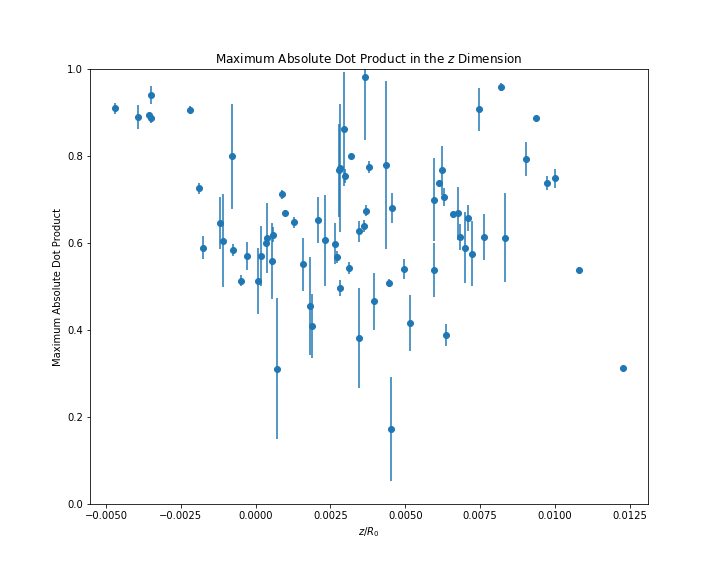 Maximum Absolute Dot Product in the z Dimension
Maximum Absolute Dot Product
1.0
0.8
0.6
0.4
0.2
0.0
−0.0050 −0.0025 0.0000 0.0025 0.0050 0.0075 0.0100 0.0125
z/R₀